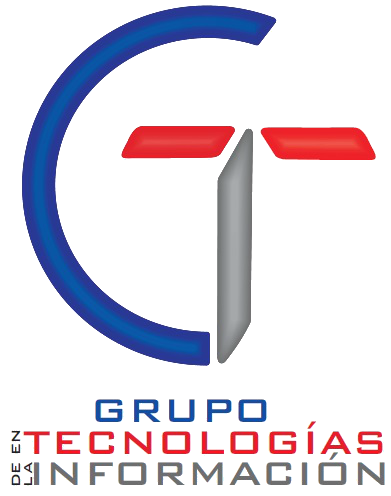 GRUPO
EN TECNOLOGÍAS
DE LA INFORMACIÓN